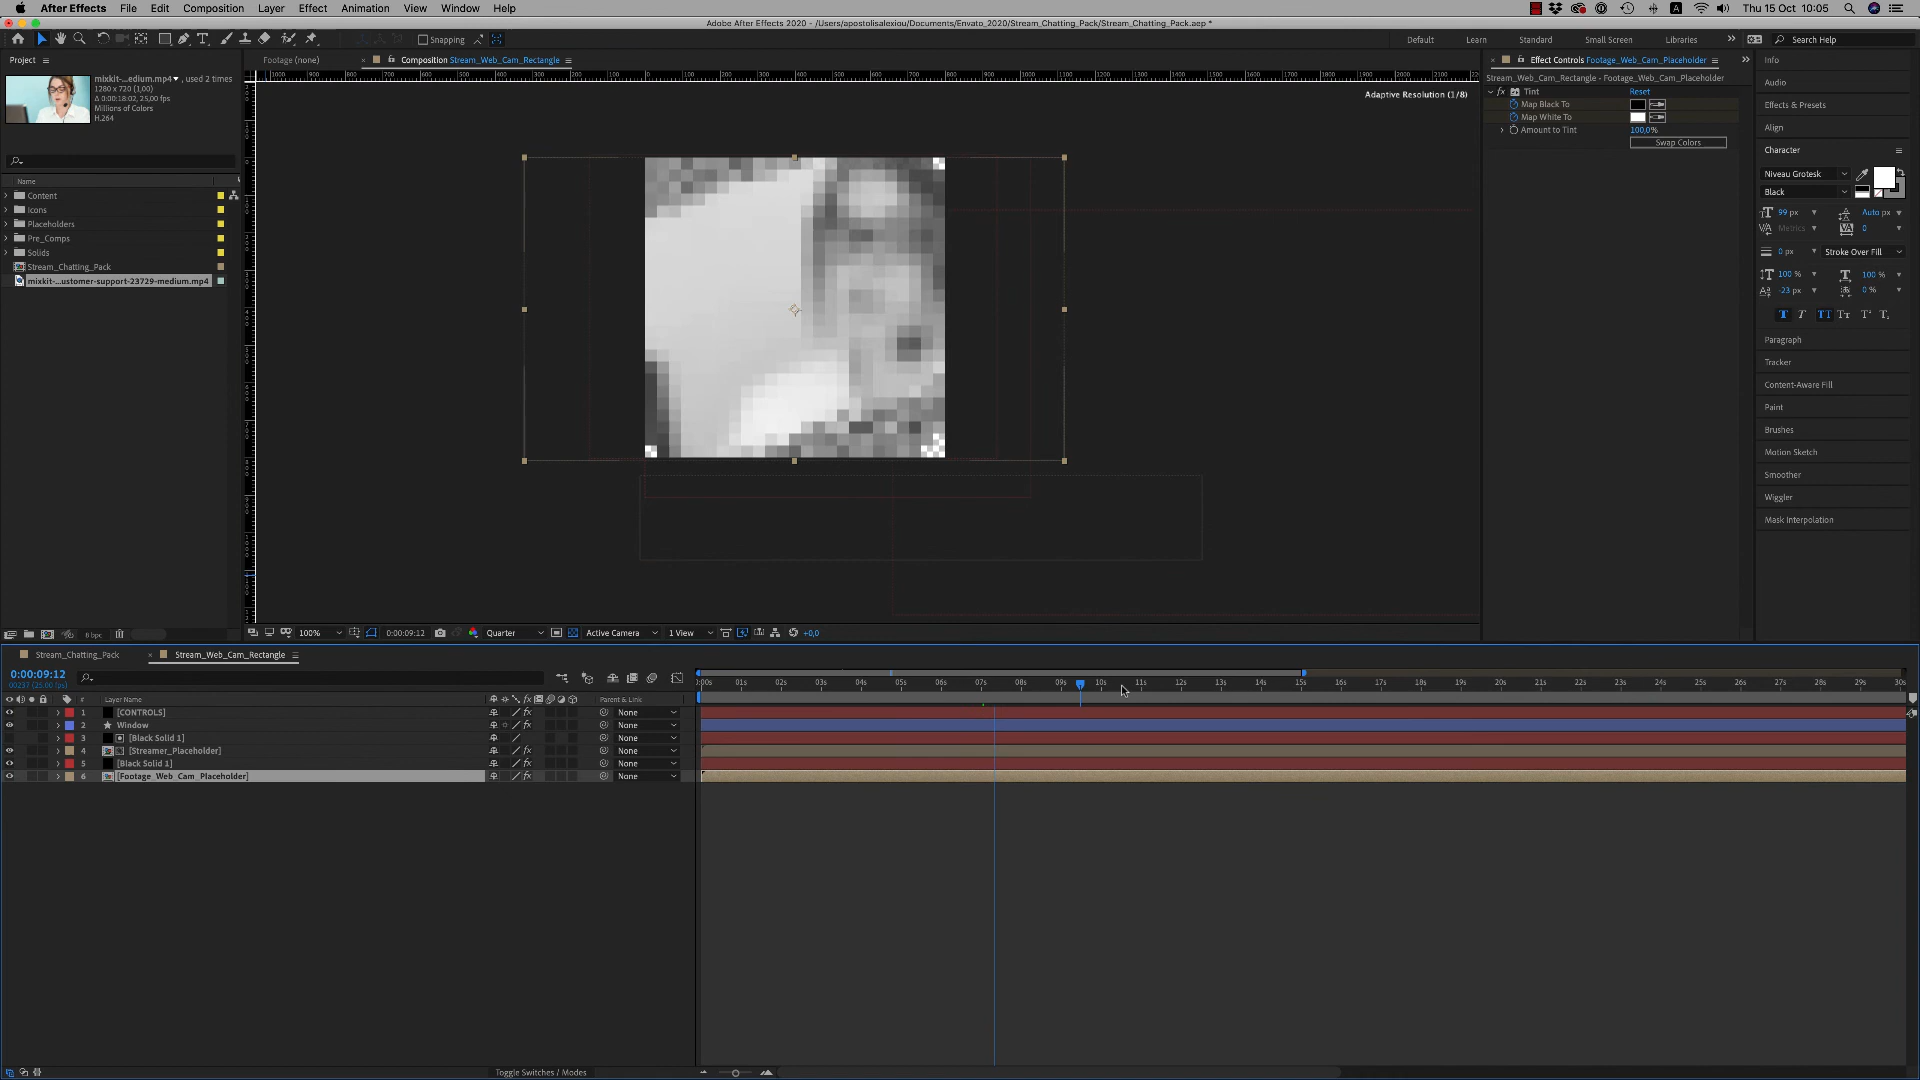 After Effects File Edit Composition Layer Effect Animation View Window Help Thu 15 Oct 10:05
Adobe After Effects 2020 - /Users/apostolisalexiou/Documents/Envato_2020/Stream_Chatting_Pack/Stream_Chatting_Pack.aep *
Snapping Default Learn Standard Small Screen Libraries Search Help
Project Footage (none) Composition Stream_Web_Cam_Rectangle Effect Controls Footage_Web_Cam_Placeholder Info
mixkit-...edium.mp4 , used 2 times
1280 x 720 (1,00)
Δ 0:00:18:02, 25,00 fps
Millions of Colors
H.264
Adaptive Resolution (1/8)
Stream_Web_Cam_Rectangle - Footage_Web_Cam_Placeholder
fx Tint Reset
Map Black To
Map White To
Amount to Tint 100,0%
Swap Colors
Audio
Effects & Presets
Align
Character
Niveau Grotesk
Black
99 px Auto px
Metrics 0
0 px Stroke Over Fill
100 % 100 %
-23 px 0 %
Paragraph
Tracker
Content-Aware Fill
Paint
Brushes
Motion Sketch
Smoother
Wiggler
Mask Interpolation
Name
Content
Icons
Placeholders
Pre_Comps
Solids
Stream_Chatting_Pack
mixkit-...ustomer-support-23729-medium.mp4
8 bpc 100% 0:00:09:12 Quarter Active Camera 1 View +0,0
Stream_Chatting_Pack Stream_Web_Cam_Rectangle
0:00:09:12
00237 (25.00 fps)
:00s 01s 02s 03s 04s 05s 06s 07s 08s 09s 10s 11s 12s 13s 14s 15s 16s 17s 18s 19s 20s 21s 22s 23s 24s 25s 26s 27s 28s 29s 30s
# Layer Name Parent & Link
1 [CONTROLS] None
2 Window None
3 [Black Solid 1] None
4 [Streamer_Placeholder] None
5 [Black Solid 1] None
6 [Footage_Web_Cam_Placeholder] None
Toggle Switches / Modes